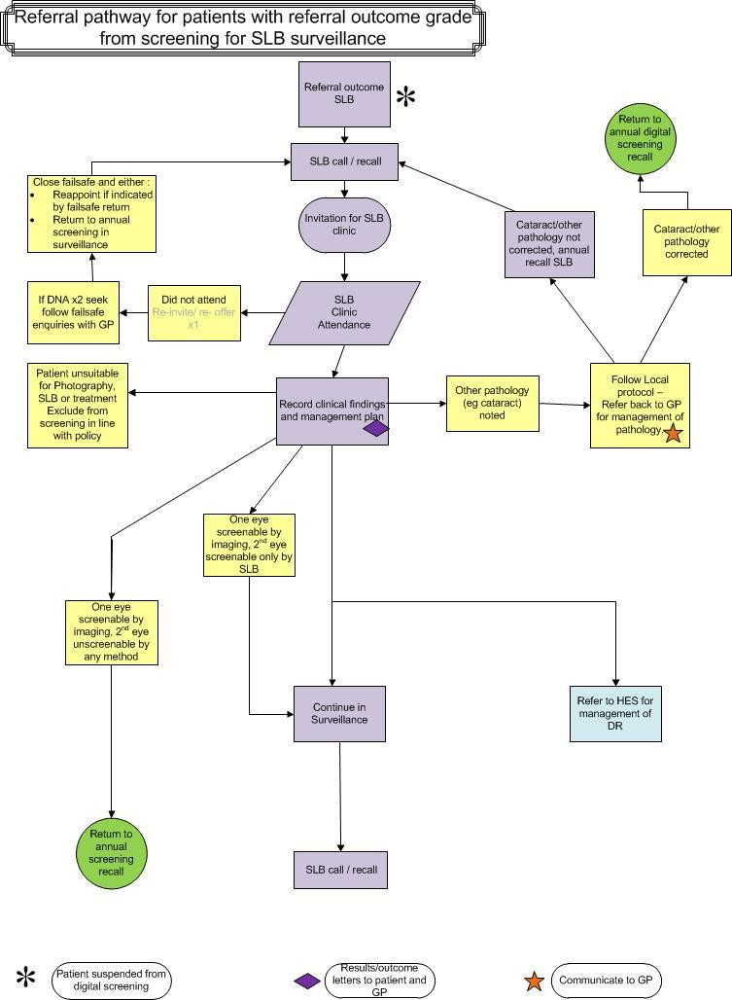 Referral pathway for patients with referral outcome grade
from screening for SLB surveillance
Referral outcome
SLB
SLB call / recall
Invitation for SLB
clinic
SLB
Clinic
Attendance
Did not attend
Re-invite/ re- offer
x1
If DNA x2 seek
follow failsafe
enquiries with GP
Close failsafe and either :
• Reappoint if indicated
by failsafe return
• Return to annual
screening in
surveillance
Return to
annual digital
screening
recall
Cataract/other
pathology not
corrected, annual
recall SLB
Cataract/other
pathology
corrected
Patient unsuitable
for Photography,
SLB or treatment
Exclude from
screening in line
with policy
Record clinical findings
and management plan
Other pathology
(eg cataract)
noted
Follow Local
protocol –
Refer back to GP
for management of
pathology.
One eye
screenable by
imaging, 2nd eye
screenable only by
SLB
One eye
screenable by
imaging, 2nd eye
unscreenable by
any method
Continue in
Surveillance
Refer to HES for
management of
DR
Return to
annual
screening
recall
SLB call / recall
Patient suspended from
digital screening
Results/outcome
letters to patient and
GP
Communicate to GP